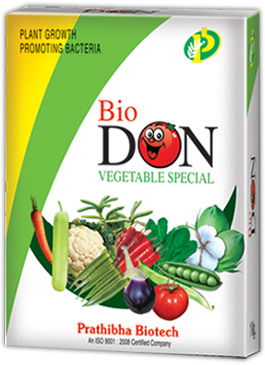 PLANT GROWTH
PROMOTING BACTERIA
Bio
DON
VEGETABLE SPECIAL
Prathibha Biotech
An ISO 9001 : 2008 Certified Company